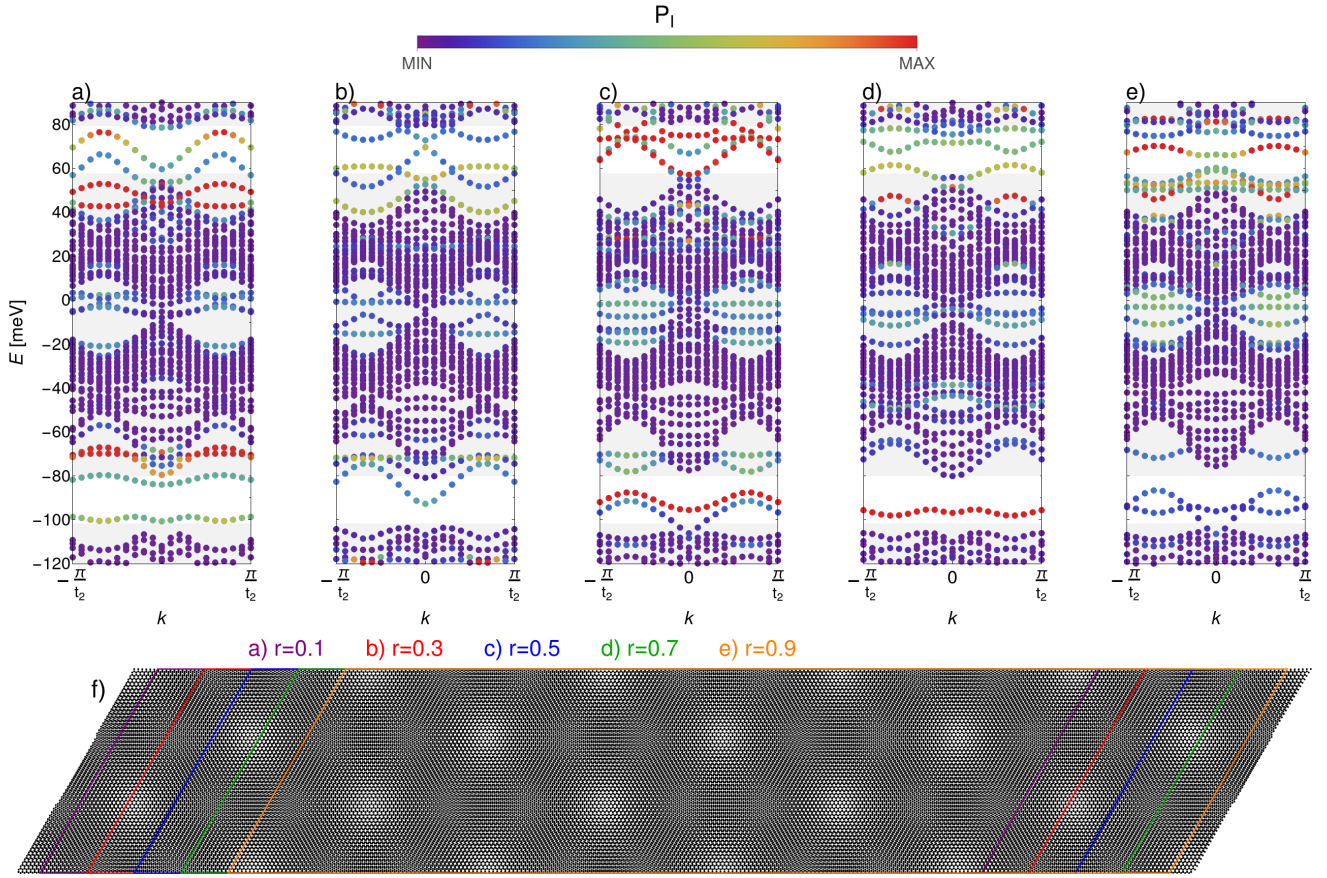 P_I
MIN MAX
a) b) c) d) e)
80
60
40
20
0
−20
−40
−60
−80
−100
−120
E [meV]
−π/t₂ π/t₂ −π/t₂ 0 π/t₂ −π/t₂ 0 π/t₂ −π/t₂ 0 π/t₂ −π/t₂ 0 π/t₂
k k k k k
a) r=0.1 b) r=0.3 c) r=0.5 d) r=0.7 e) r=0.9
f)